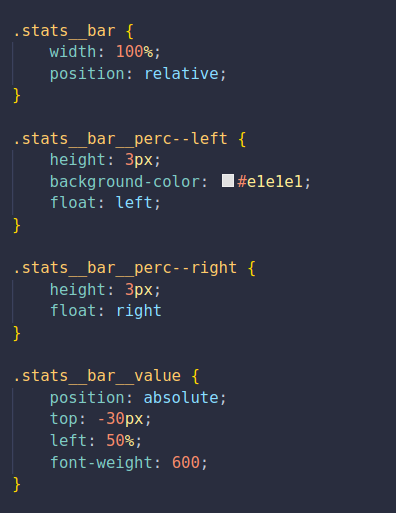 .stats__bar {
    width: 100%;
    position: relative;
}

.stats__bar__perc--left {
    height: 3px;
    background-color: #e1e1e1;
    float: left;
}

.stats__bar__perc--right {
    height: 3px;
    float: right
}

.stats__bar__value {
    position: absolute;
    top: -30px;
    left: 50%;
    font-weight: 600;
}